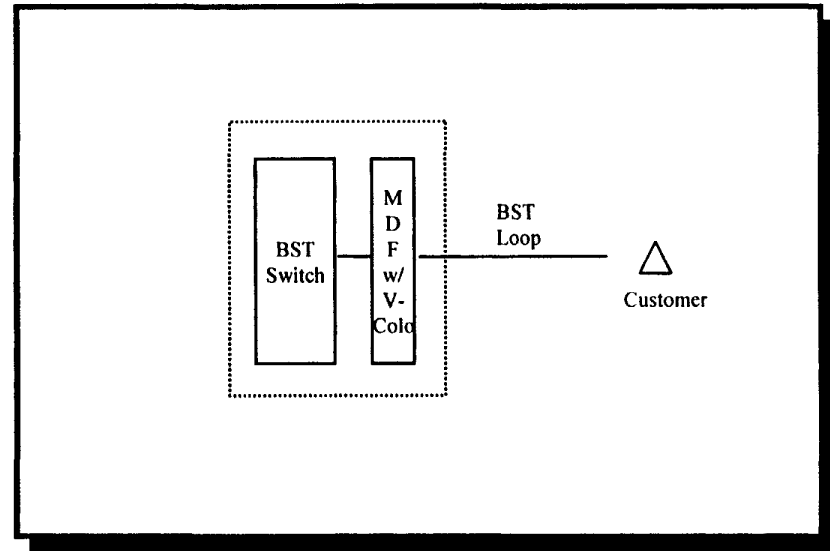 BST
Switch
M
D
F
w/
V-
Colo
BST
Loop
Customer